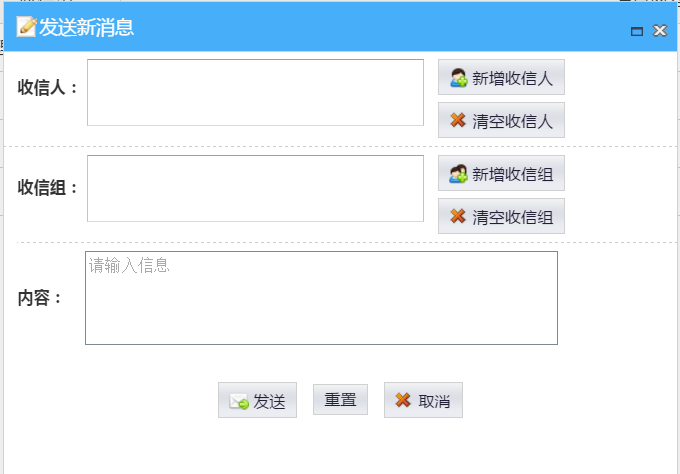 发送新消息
收信人：
新增收信人
清空收信人
收信组：
新增收信组
清空收信组
内容：
请输入信息
发送
重置
取消